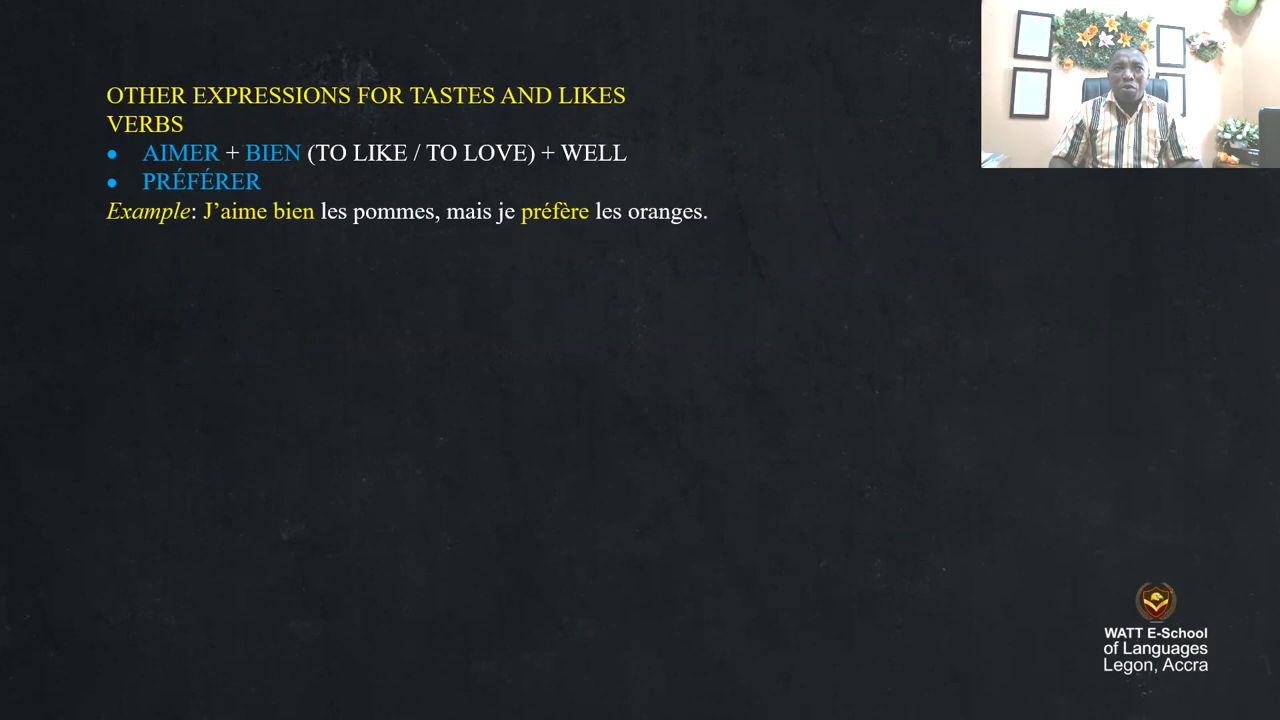 OTHER EXPRESSIONS FOR TASTES AND LIKES
VERBS
• AIMER + BIEN (TO LIKE / TO LOVE) + WELL
• PRÉFÉRER
Example: J’aime bien les pommes, mais je préfère les oranges.
WATT E-School
of Languages
Legon, Accra